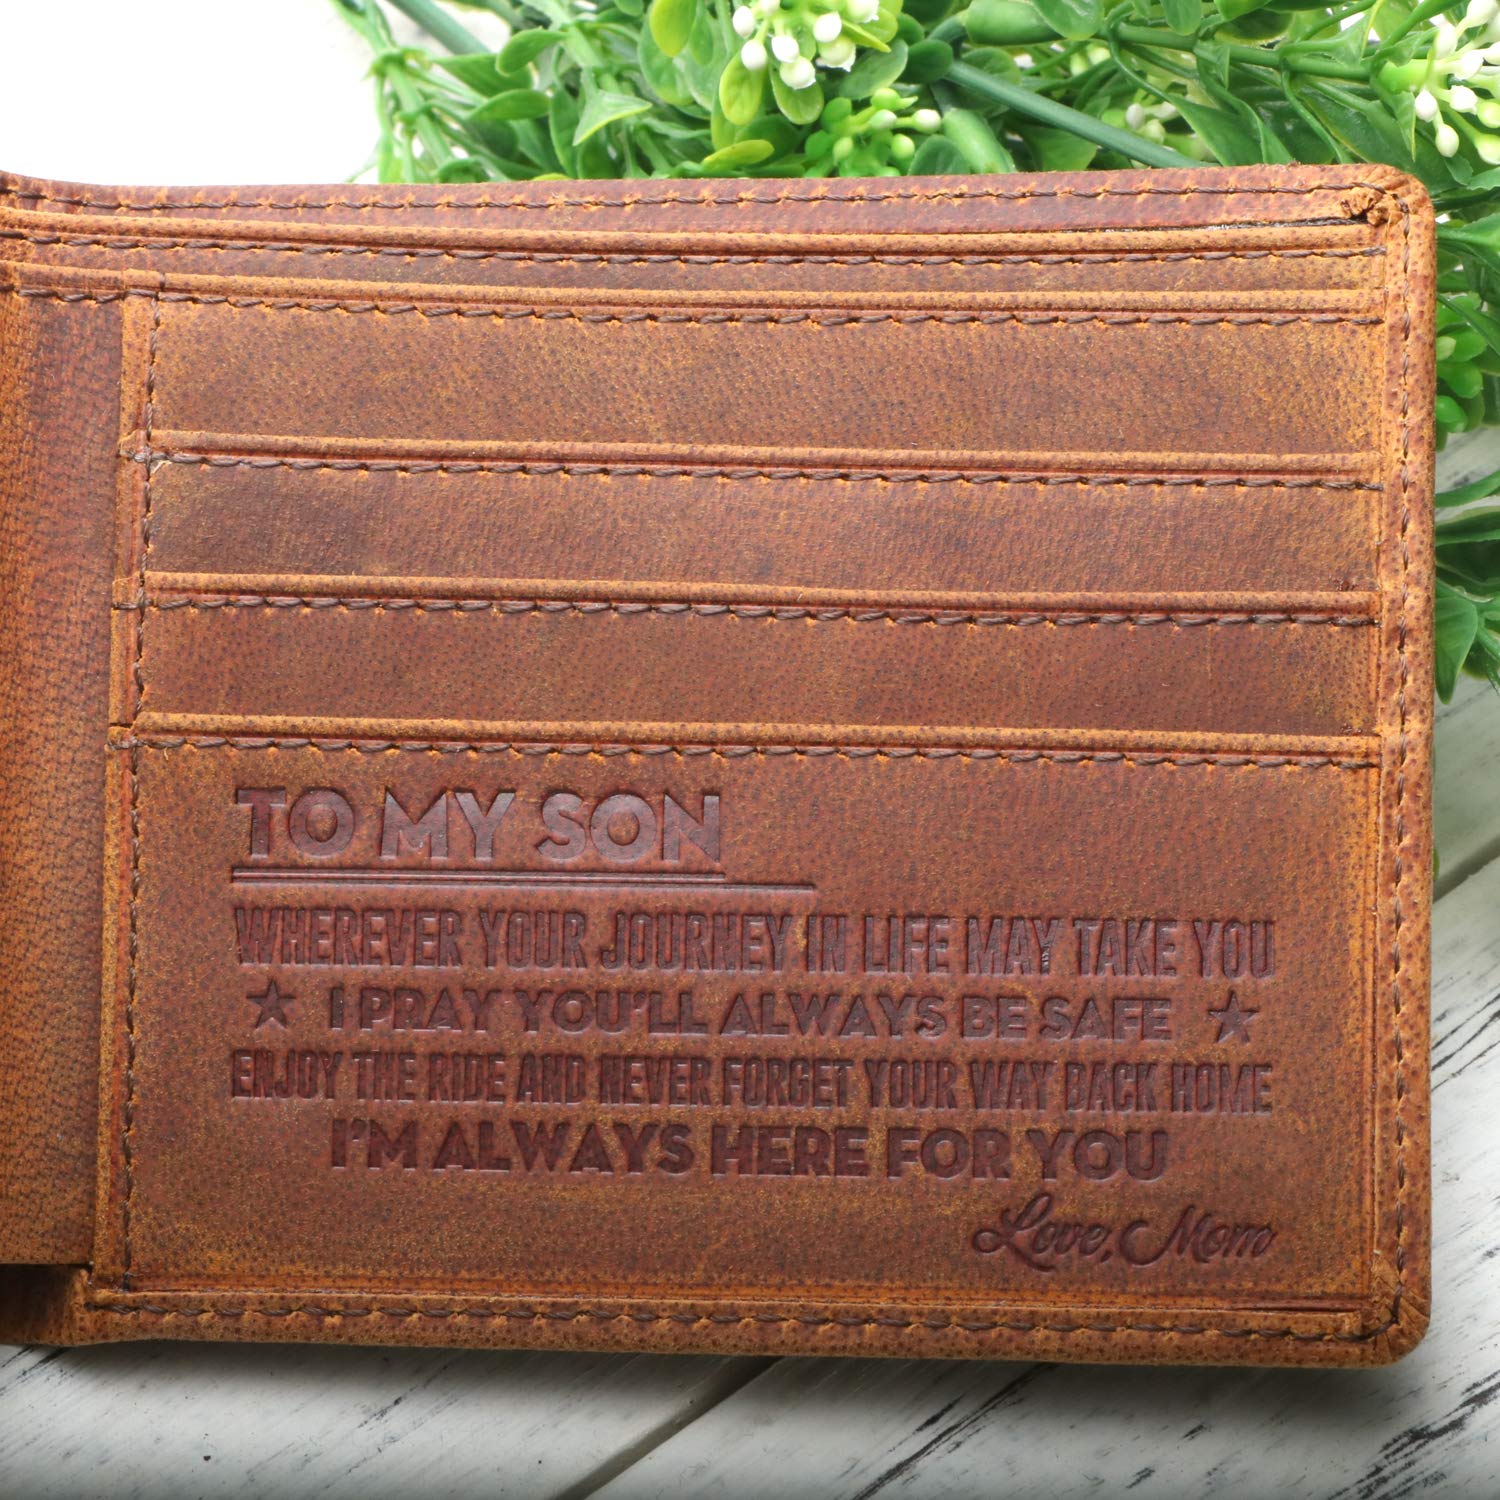 TO MY SON
WHEREVER YOUR JOURNEY IN LIFE MAY TAKE YOU
I PRAY YOU'LL ALWAYS BE SAFE
ENJOY THE RIDE AND NEVER FORGET YOUR WAY BACK HOME
I'M ALWAYS HERE FOR YOU
Love, Mom